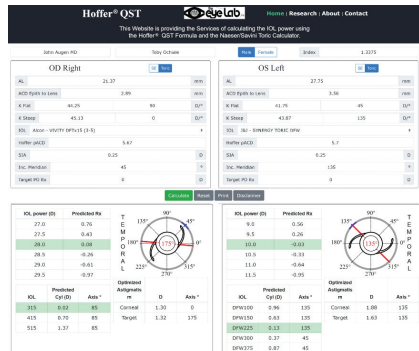 Hoffer® QST
EyeLab
Home | Research | About | Contact
This Website is Providing the Services of calculating the IOL power using
the Hoffer® QST Formula and the Naeser/Savini Toric Calculator.
John Augen MD
Toby Ochiale
Male Female
Index 1.3375
OD Right
Toric
AL 21.37 mm
ACD Epith to Lens 2.89 mm
K Flat 44.25 90 D/°
K Steep 45.13 0 D/°
IOL Alcon - VIVITY DFTx15 (3-5)
Hoffer pACD 5.67
SIA 0.25 D
Inc. Meridian 45 °
Target PO Rx 0 D
OS Left
Toric
AL 27.75 mm
ACD Epith to Lens 3.56 mm
K Flat 41.75 45 D/°
K Steep 43.87 135 D/°
IOL J&J - SYNERGY TORIC DFW
Hoffer pACD 5.7
SIA 0.25 D
Inc. Meridian 135 °
Target PO Rx 0 D
Calculate Reset Print Disclaimer
IOL power (D) Predicted Rx
27.0 0.76
27.5 0.43
28.0 0.08
28.5 -0.26
29.0 -0.61
29.5 -0.97
TEMPORAL
90°
135° 45°
180° 175° 0°
225° 315°
270°
Predicted
IOL Cyl (D) Axis °
315 0.02 85
415 0.70 85
515 1.37 85
Optimized
Astigmatis
m D Axis °
Corneal 1.30 0
Target 1.32 175
IOL power (D) Predicted Rx
9.0 0.56
9.5 0.26
10.0 -0.03
10.5 -0.33
11.0 -0.64
11.5 -0.95
90°
135° 45°
180° 135° 0°
225° 315°
270°
TEMPORAL
Predicted
IOL Cyl (D) Axis °
DFW100 0.96 135
DFW150 0.63 135
DFW225 0.13 135
DFW300 0.37 45
DFW375 0.87 45
Optimized
Astigmatis
m D Axis °
Corneal 1.88 135
Target 1.63 135